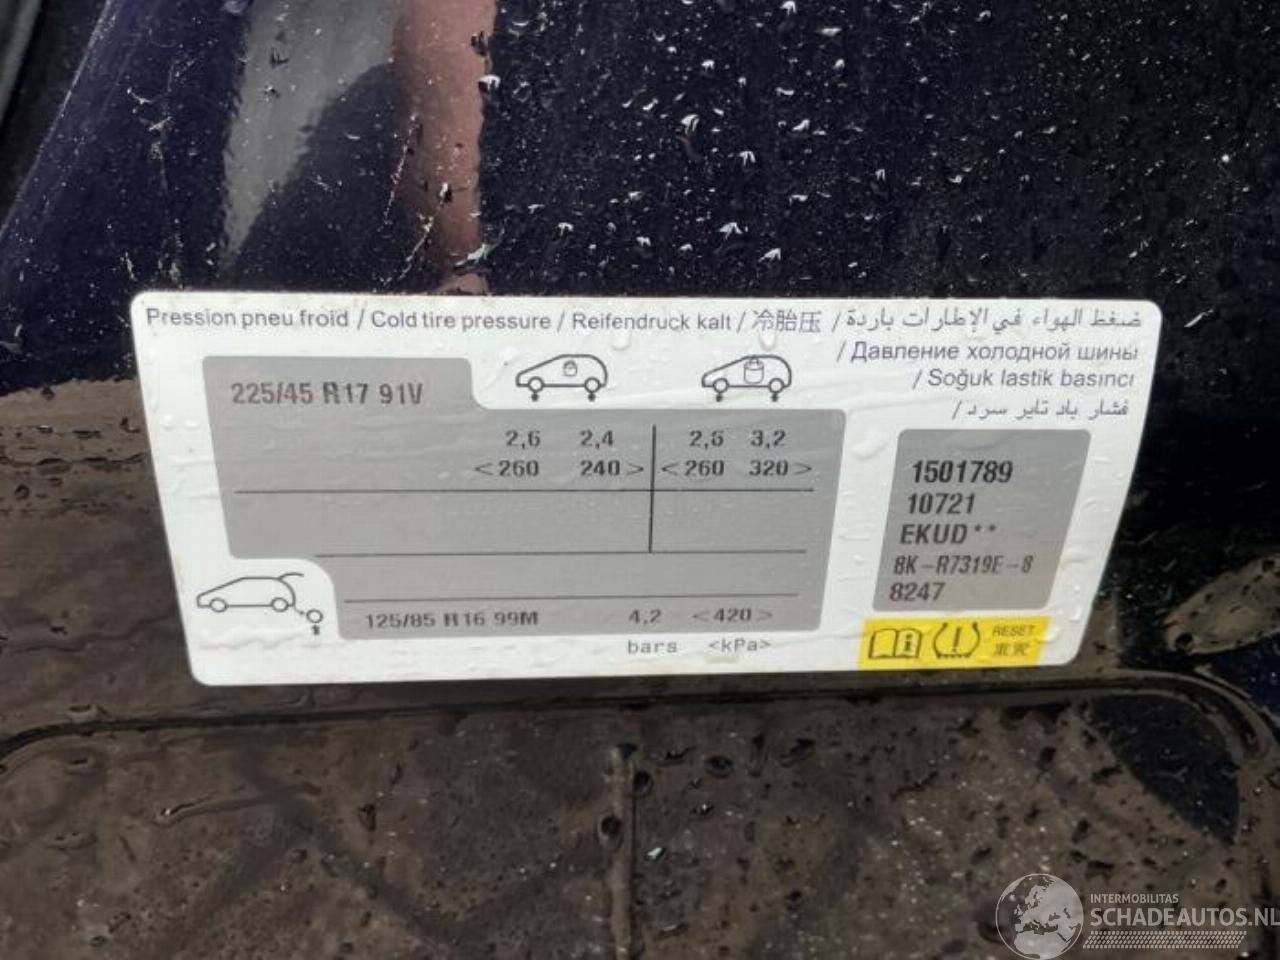 Pression pneu froid / Cold tire pressure / Reifendruck kalt / 冷胎压 / ضغط الهواء في الإطارات باردة
/ Давление холодной шины
/ Soğuk lastik basıncı
/ فشار باد تایر سرد
225/45 R17 91V
2,6 2,4 2,6 3,2
<260 240> <260 320>
125/85 R16 99M 4,2 <420>
bars <kPa>
1501789
10721
EKUD**
8K-R7319E-8
8247
RESET
INTERMOBILITAS
SCHADEAUTOS.NL